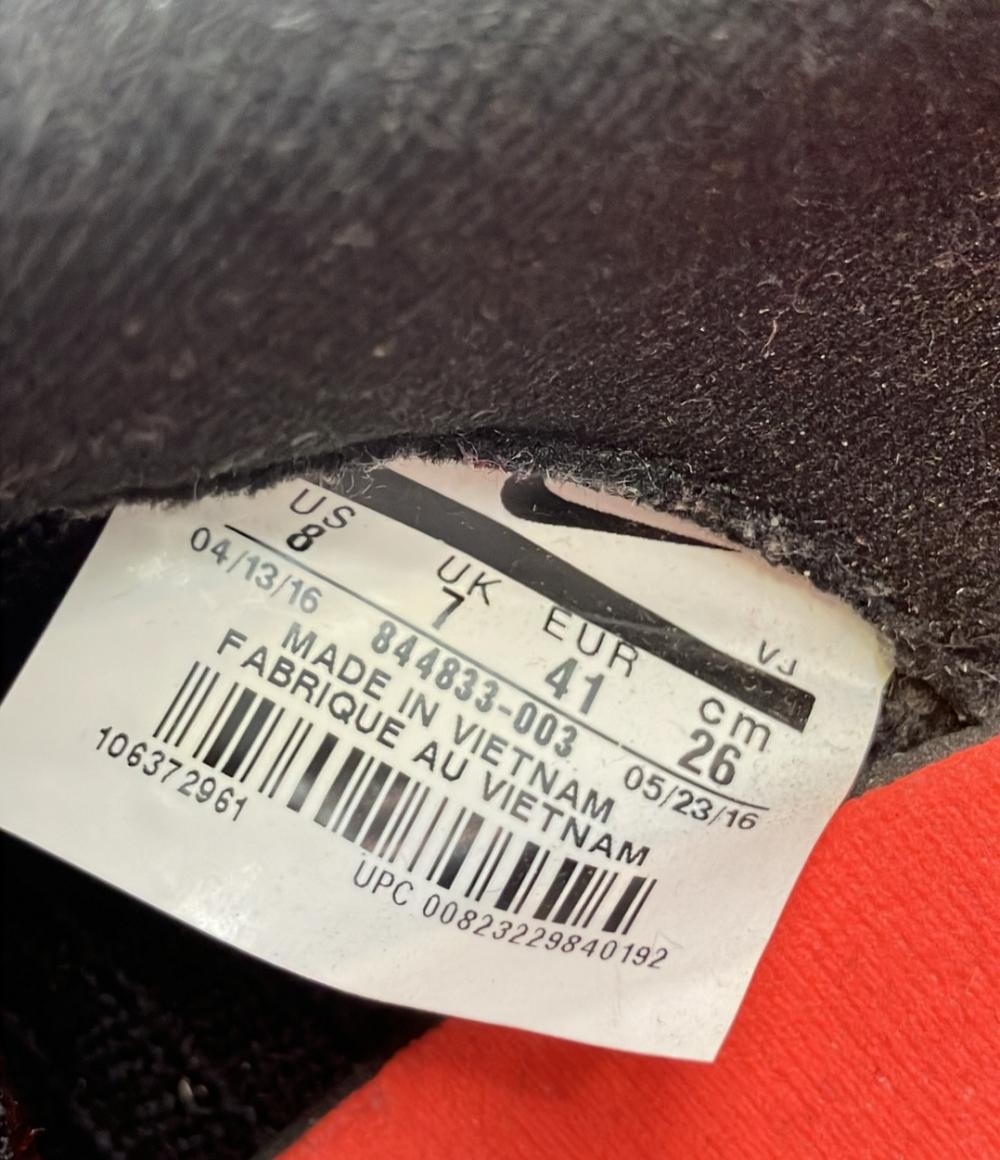 VJ
US UK EUR cm
8 7 41 26
04/13/16 844833-003 05/23/16
MADE IN VIETNAM
FABRIQUE AU VIETNAM
106372961
UPC 00823229840192